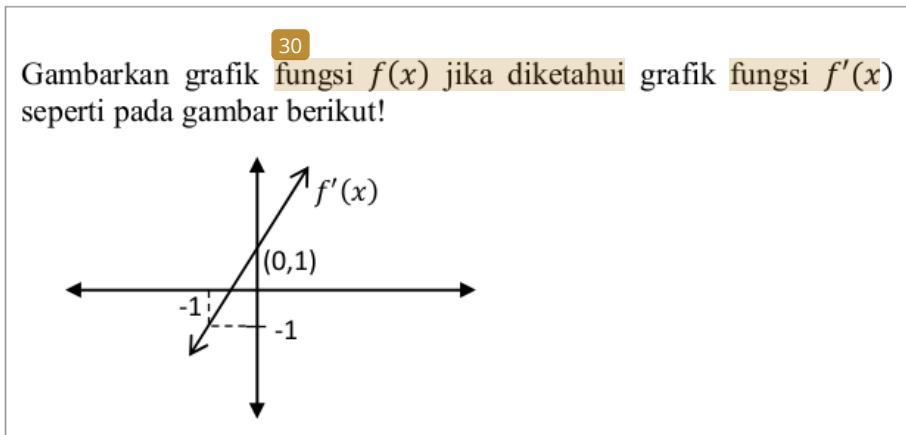 30
Gambarkan grafik fungsi f(x) jika diketahui grafik fungsi f′(x)
seperti pada gambar berikut!
f′(x)
(0,1)
-1
-1